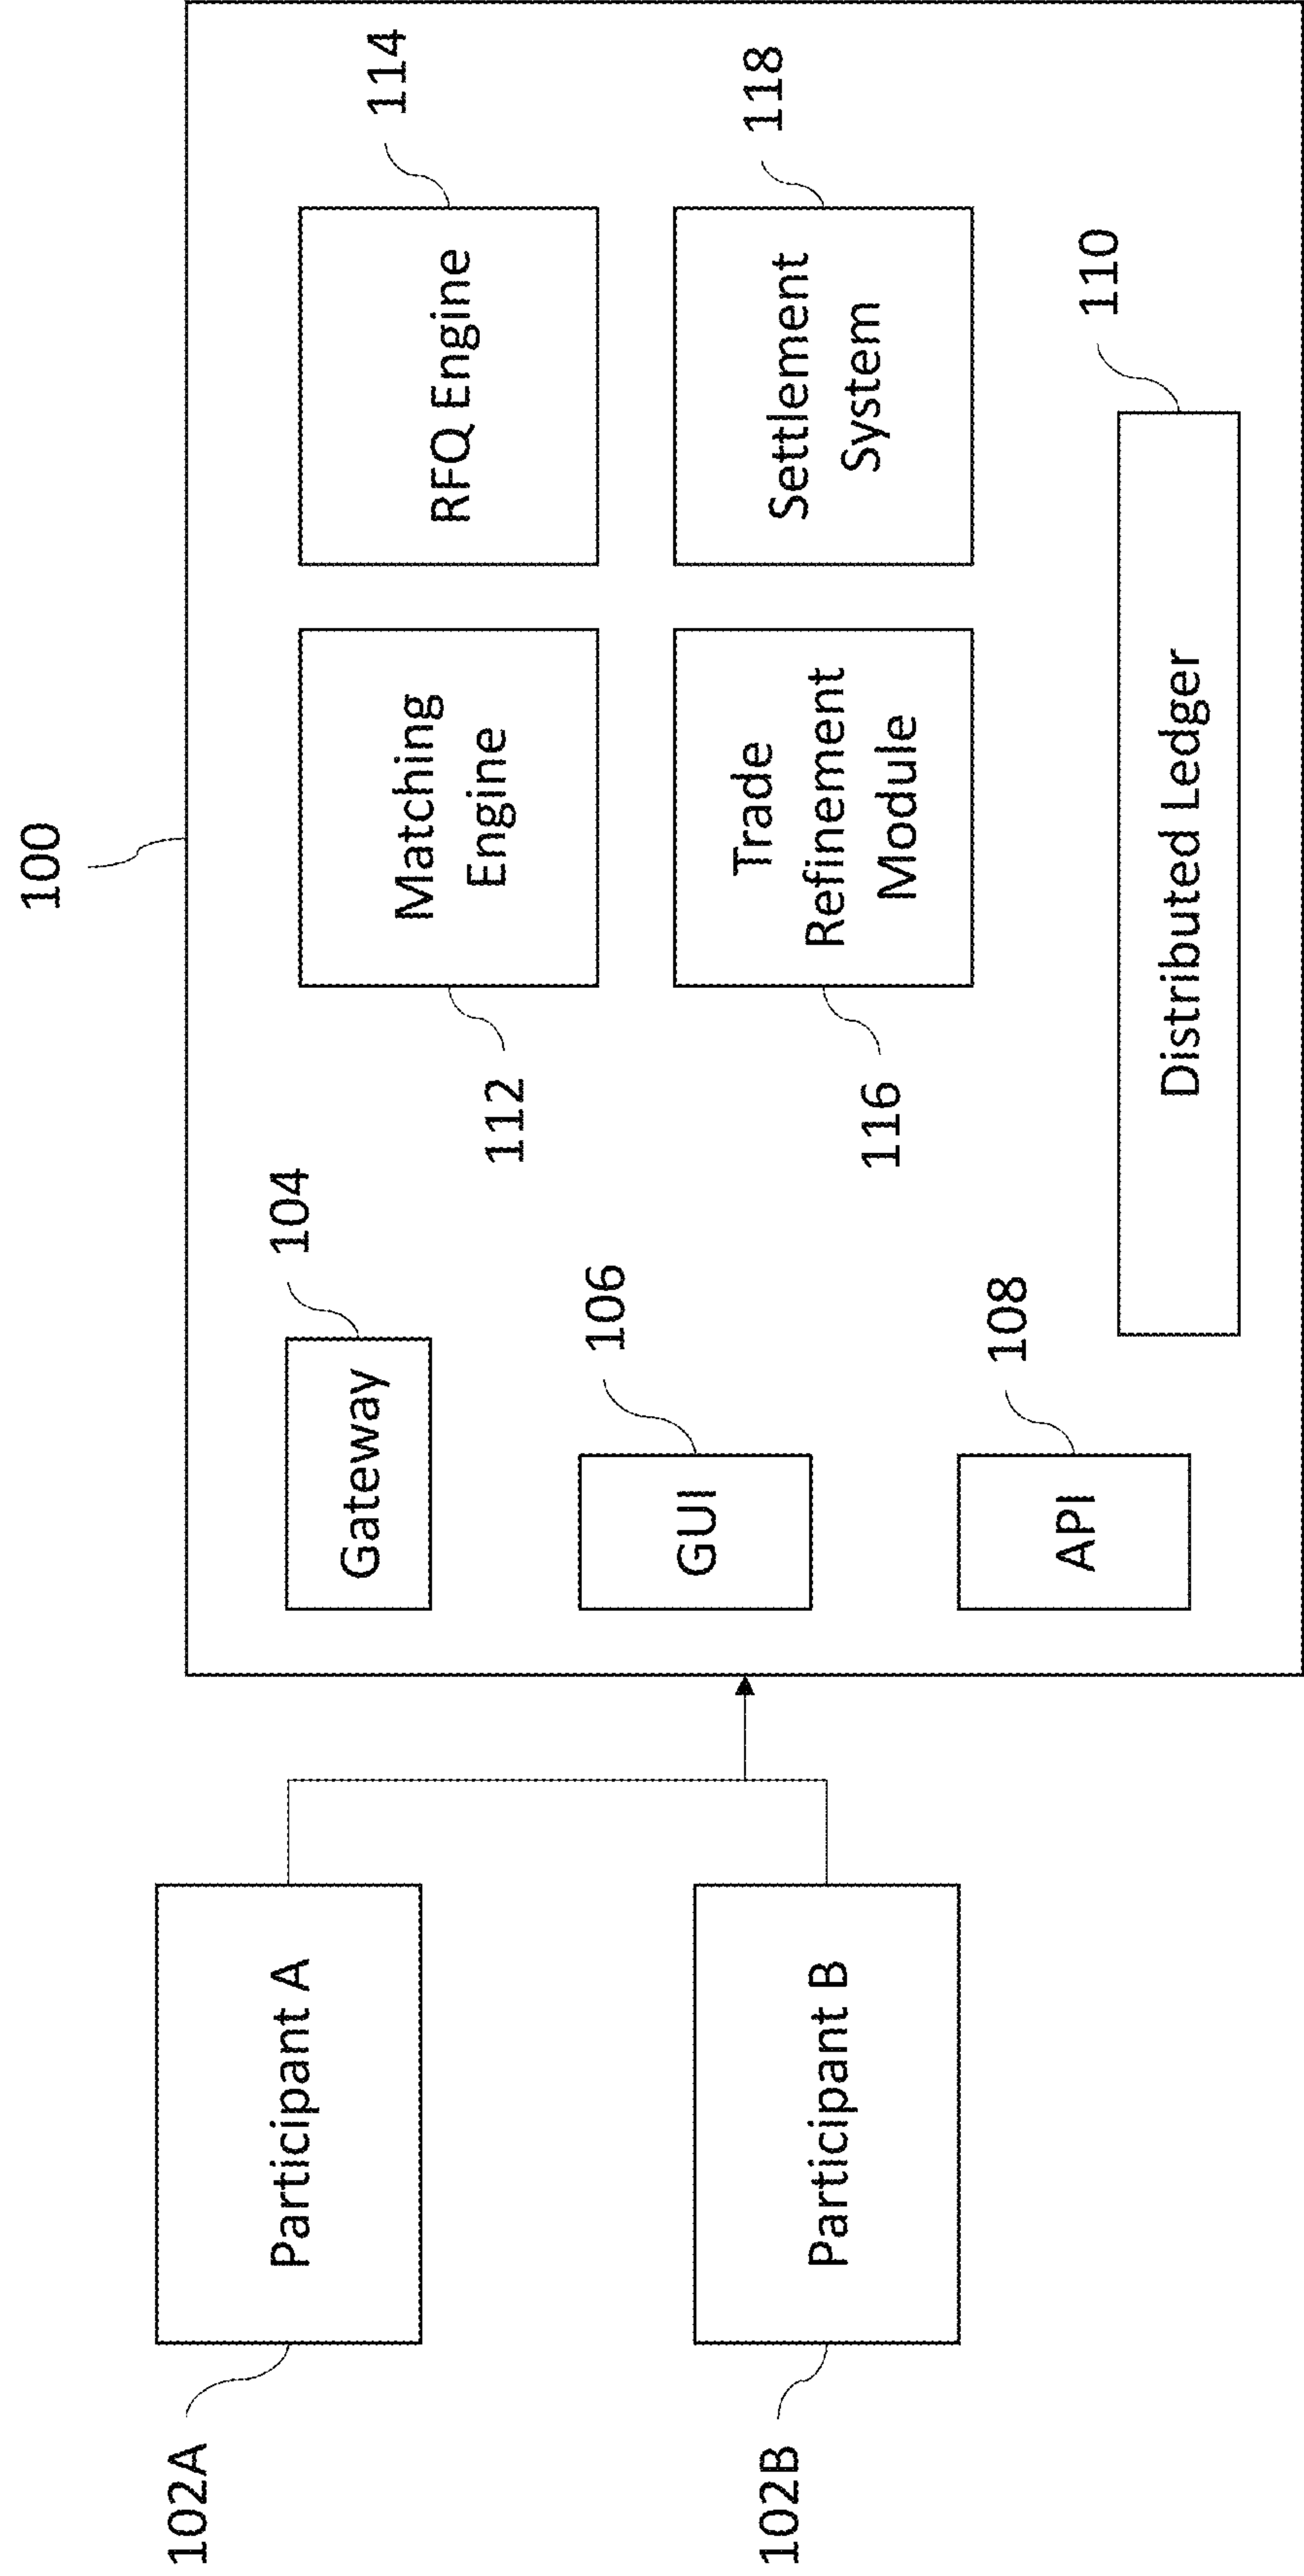 100
102A
Participant A
102B
Participant B
Gateway
104
GUI
106
API
108
Matching
Engine
112
RFQ Engine
114
Trade
Refinement
Module
116
Settlement
System
118
Distributed Ledger
110